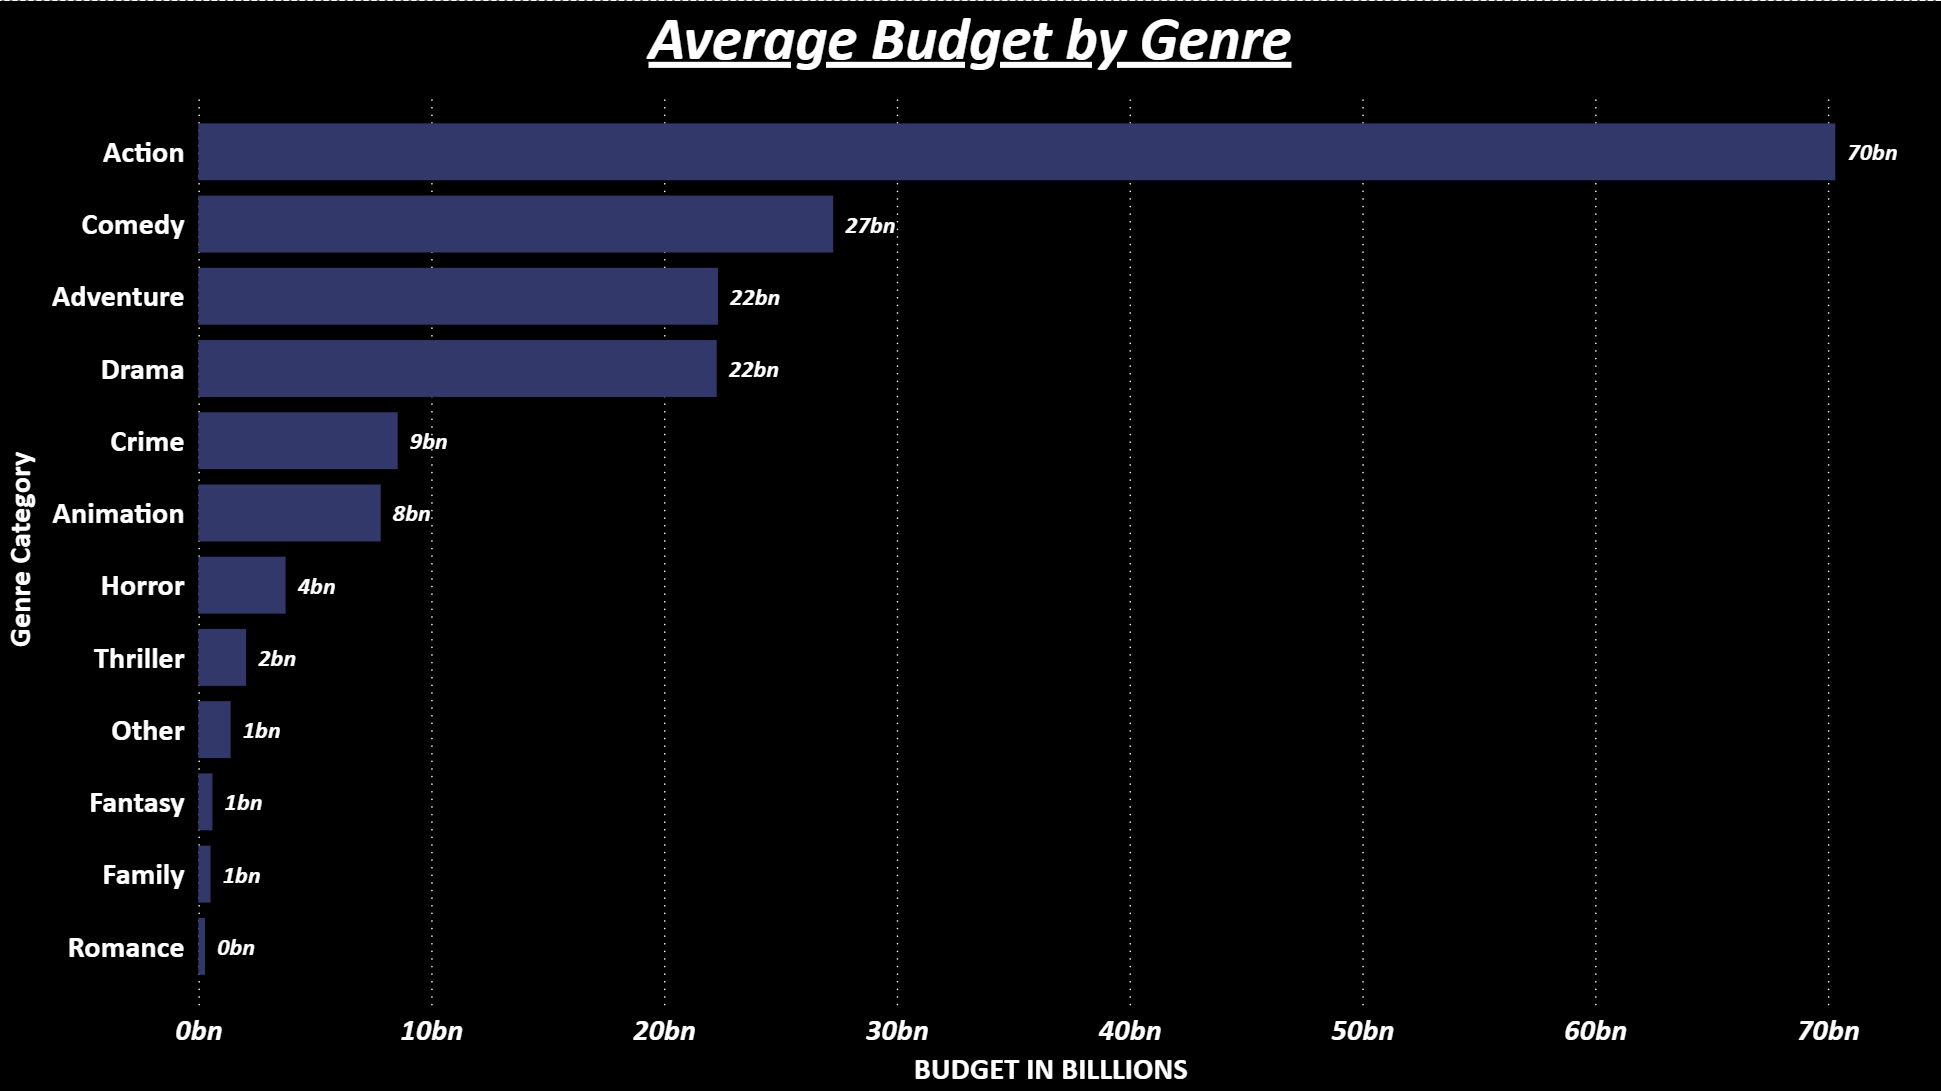 Average Budget by Genre
Action 70bn
Comedy 27bn
Adventure 22bn
Drama 22bn
Crime 9bn
Animation 8bn
Horror 4bn
Thriller 2bn
Other 1bn
Fantasy 1bn
Family 1bn
Romance 0bn
Genre Category
0bn 10bn 20bn 30bn 40bn 50bn 60bn 70bn
BUDGET IN BILLLIONS